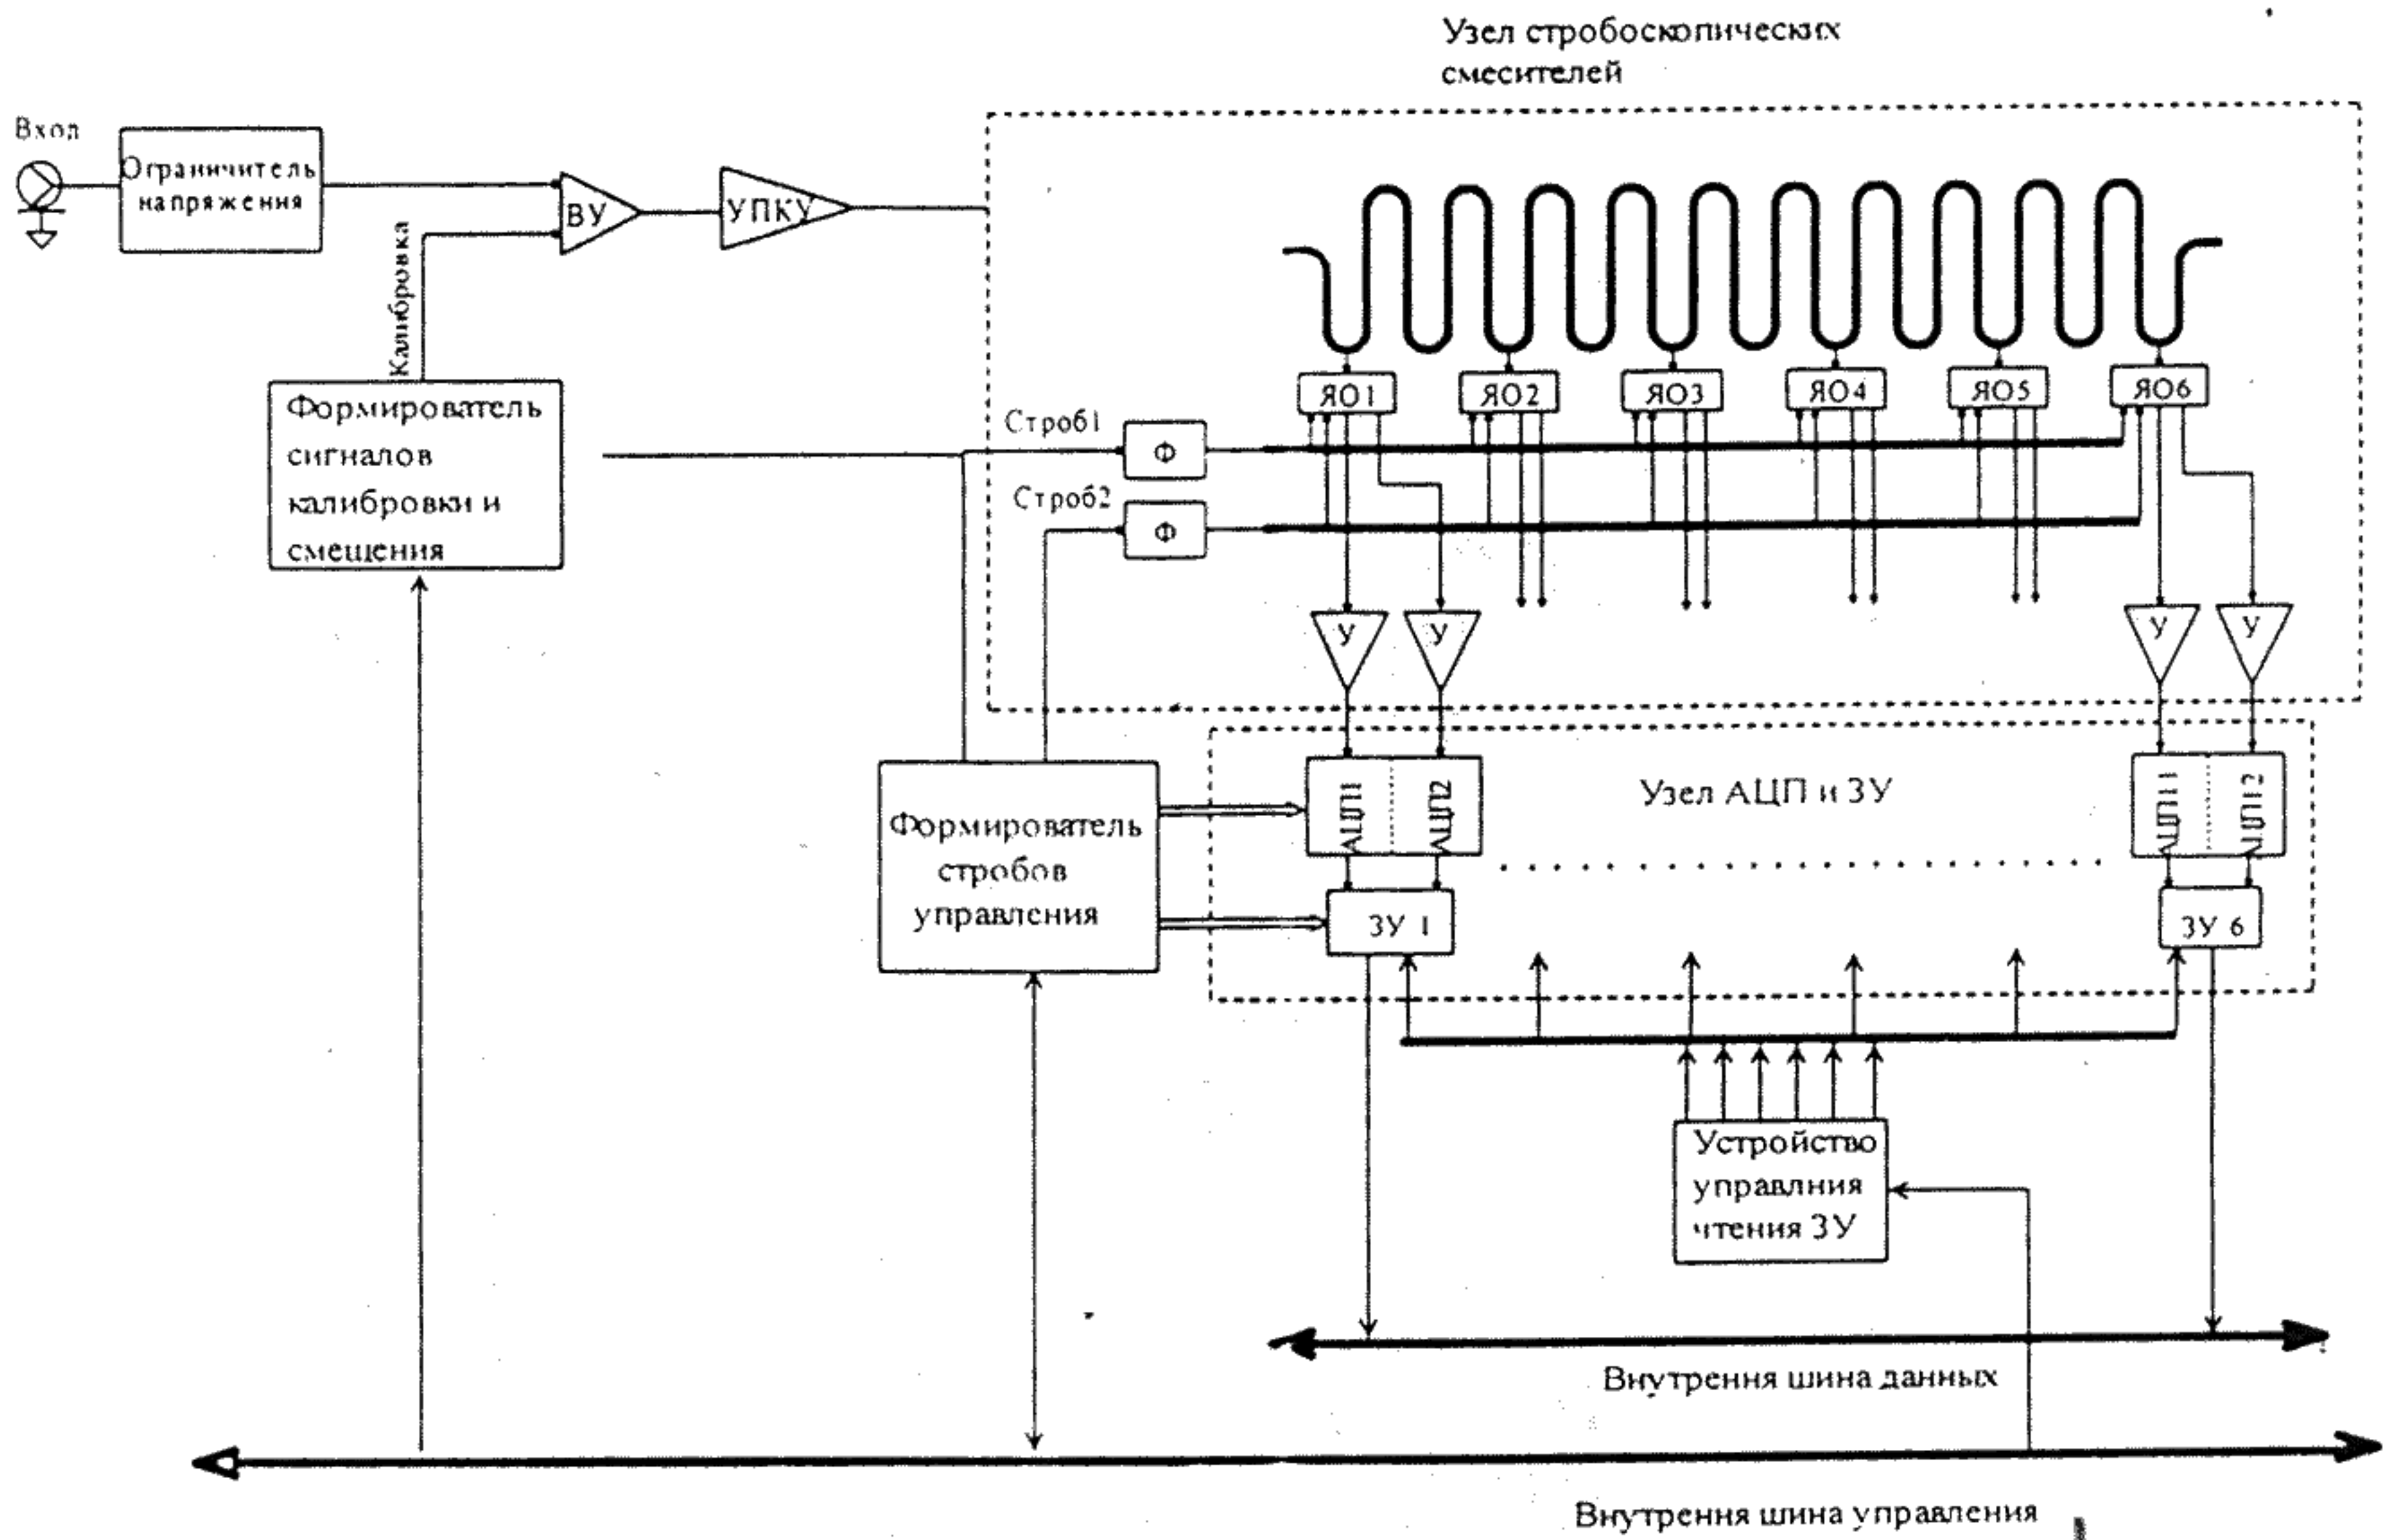 Узел стробоскопических
смесителей
Вход
Ограничитель
напряжения
ВУ
УПКУ
Калибровка
Формирователь
сигналов
калибровки и
смещения
ЯО1
ЯО2
ЯО3
ЯО4
ЯО5
ЯО6
Строб1
Ф
Строб2
Ф
У
У
У
У
Формирователь
стробов
управления
АЦП1
АЦП2
Узел АЦП и ЗУ
АЦП11
АЦП12
ЗУ 1
ЗУ 6
Устройство
управлния
чтения ЗУ
Внутрення шина данных
Внутрення шина управления